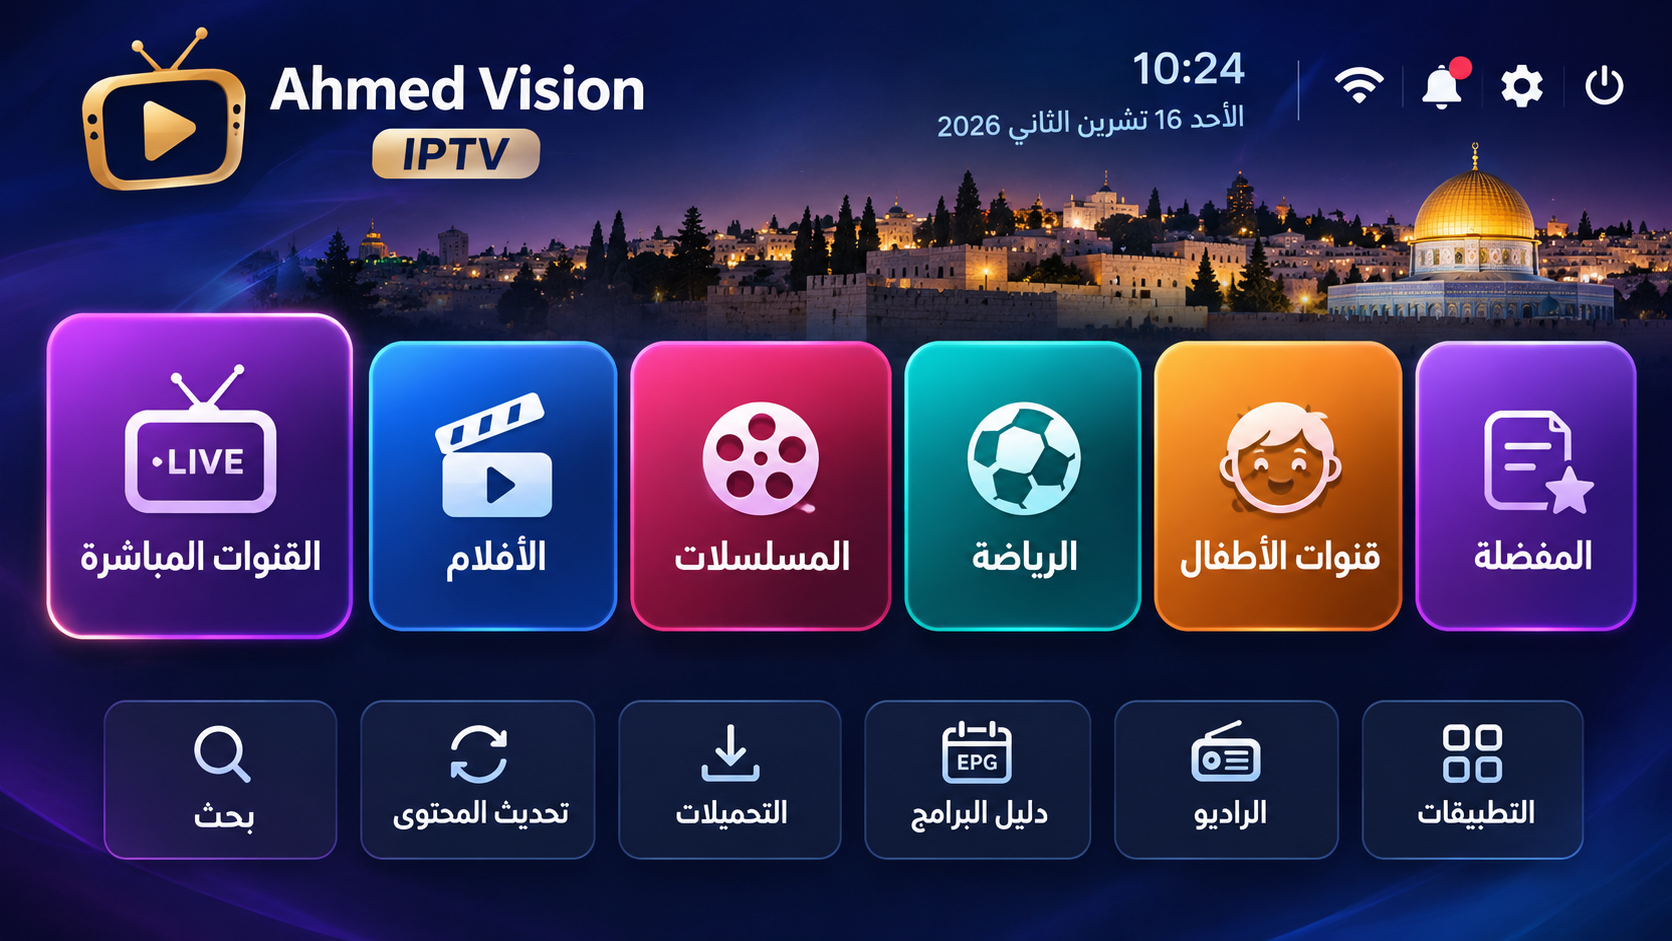 Ahmed Vision
IPTV
10:24
الأحد 16 تشرين الثاني 2026
LIVE
القنوات المباشرة
الأفلام
المسلسلات
الرياضة
قنوات الأطفال
المفضلة
بحث
تحديث المحتوى
التحميلات
EPG
دليل البرامج
الراديو
التطبيقات